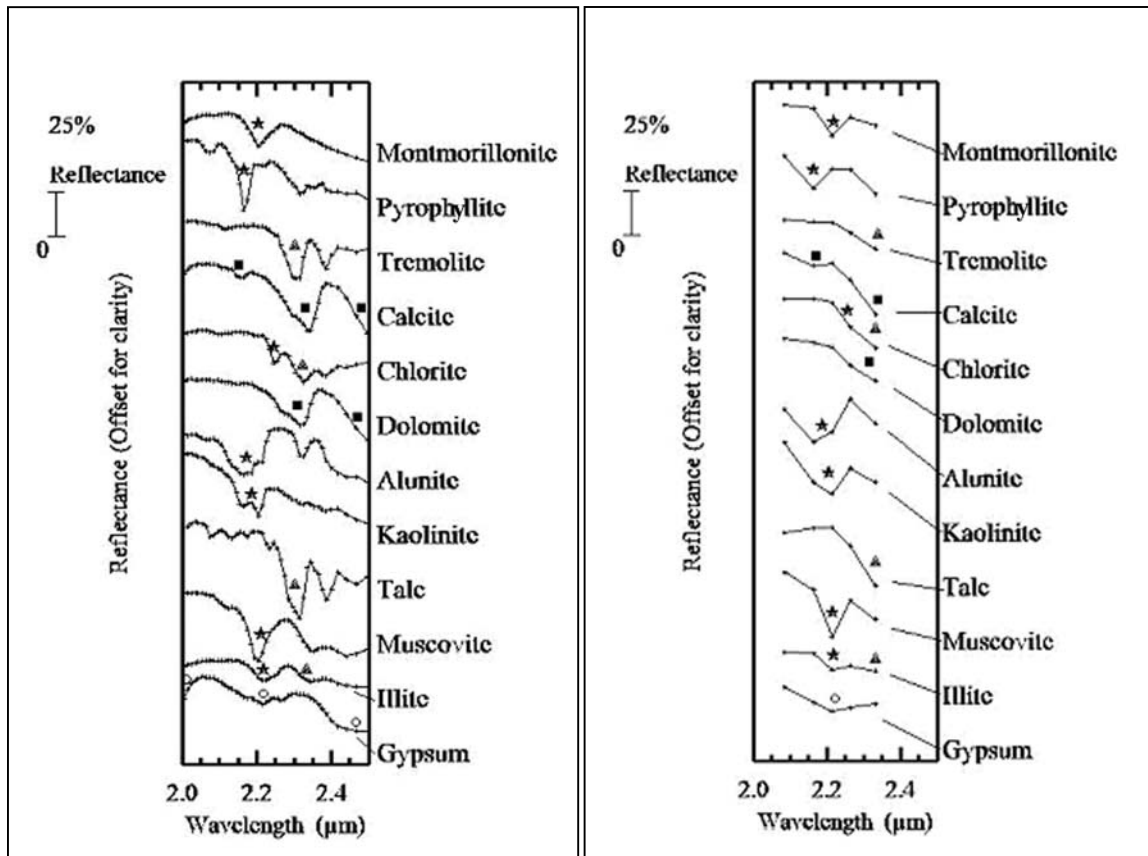 25%
Reflectance
0
Reflectance (Offset for clarity)
Montmorillonite
Pyrophyllite
Tremolite
Calcite
Chlorite
Dolomite
Alunite
Kaolinite
Talc
Muscovite
Illite
Gypsum
2.0 2.2 2.4
Wavelength (µm)
25%
Reflectance
0
Reflectance (Offset for clarity)
Montmorillonite
Pyrophyllite
Tremolite
Calcite
Chlorite
Dolomite
Alunite
Kaolinite
Talc
Muscovite
Illite
Gypsum
2.0 2.2 2.4
Wavelength (µm)